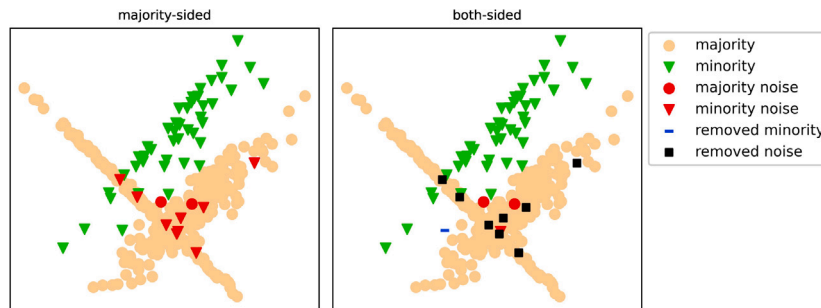 majority-sided
both-sided
majority
minority
majority noise
minority noise
removed minority
removed noise